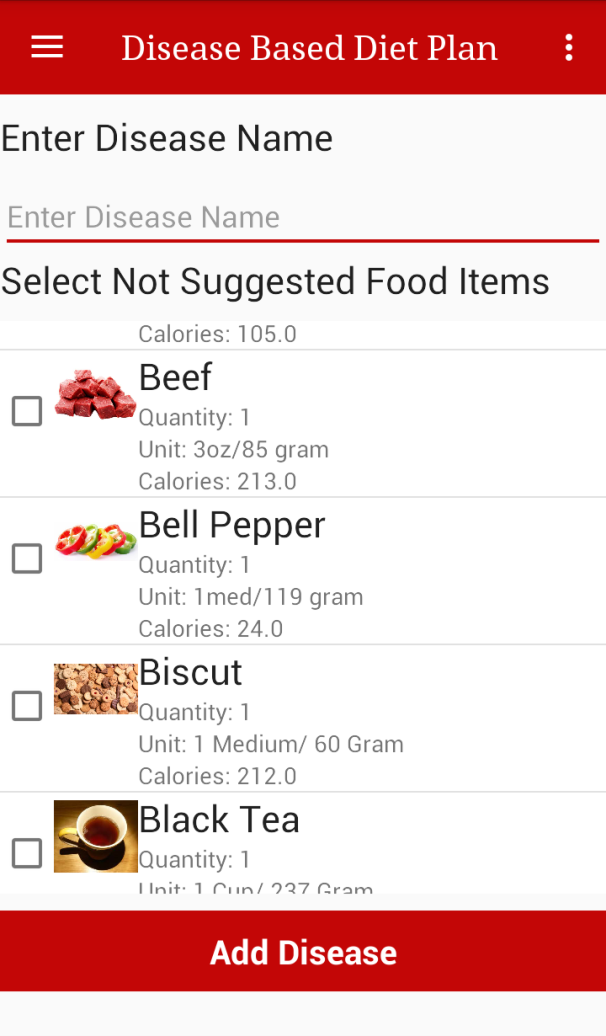 Disease Based Diet Plan
Enter Disease Name
Enter Disease Name
Select Not Suggested Food Items
Calories: 105.0
Beef
Quantity: 1
Unit: 3oz/85 gram
Calories: 213.0
Bell Pepper
Quantity: 1
Unit: 1med/119 gram
Calories: 24.0
Biscut
Quantity: 1
Unit: 1 Medium/ 60 Gram
Calories: 212.0
Black Tea
Quantity: 1
Unit: 1 Cup/ 237 Gram
Add Disease